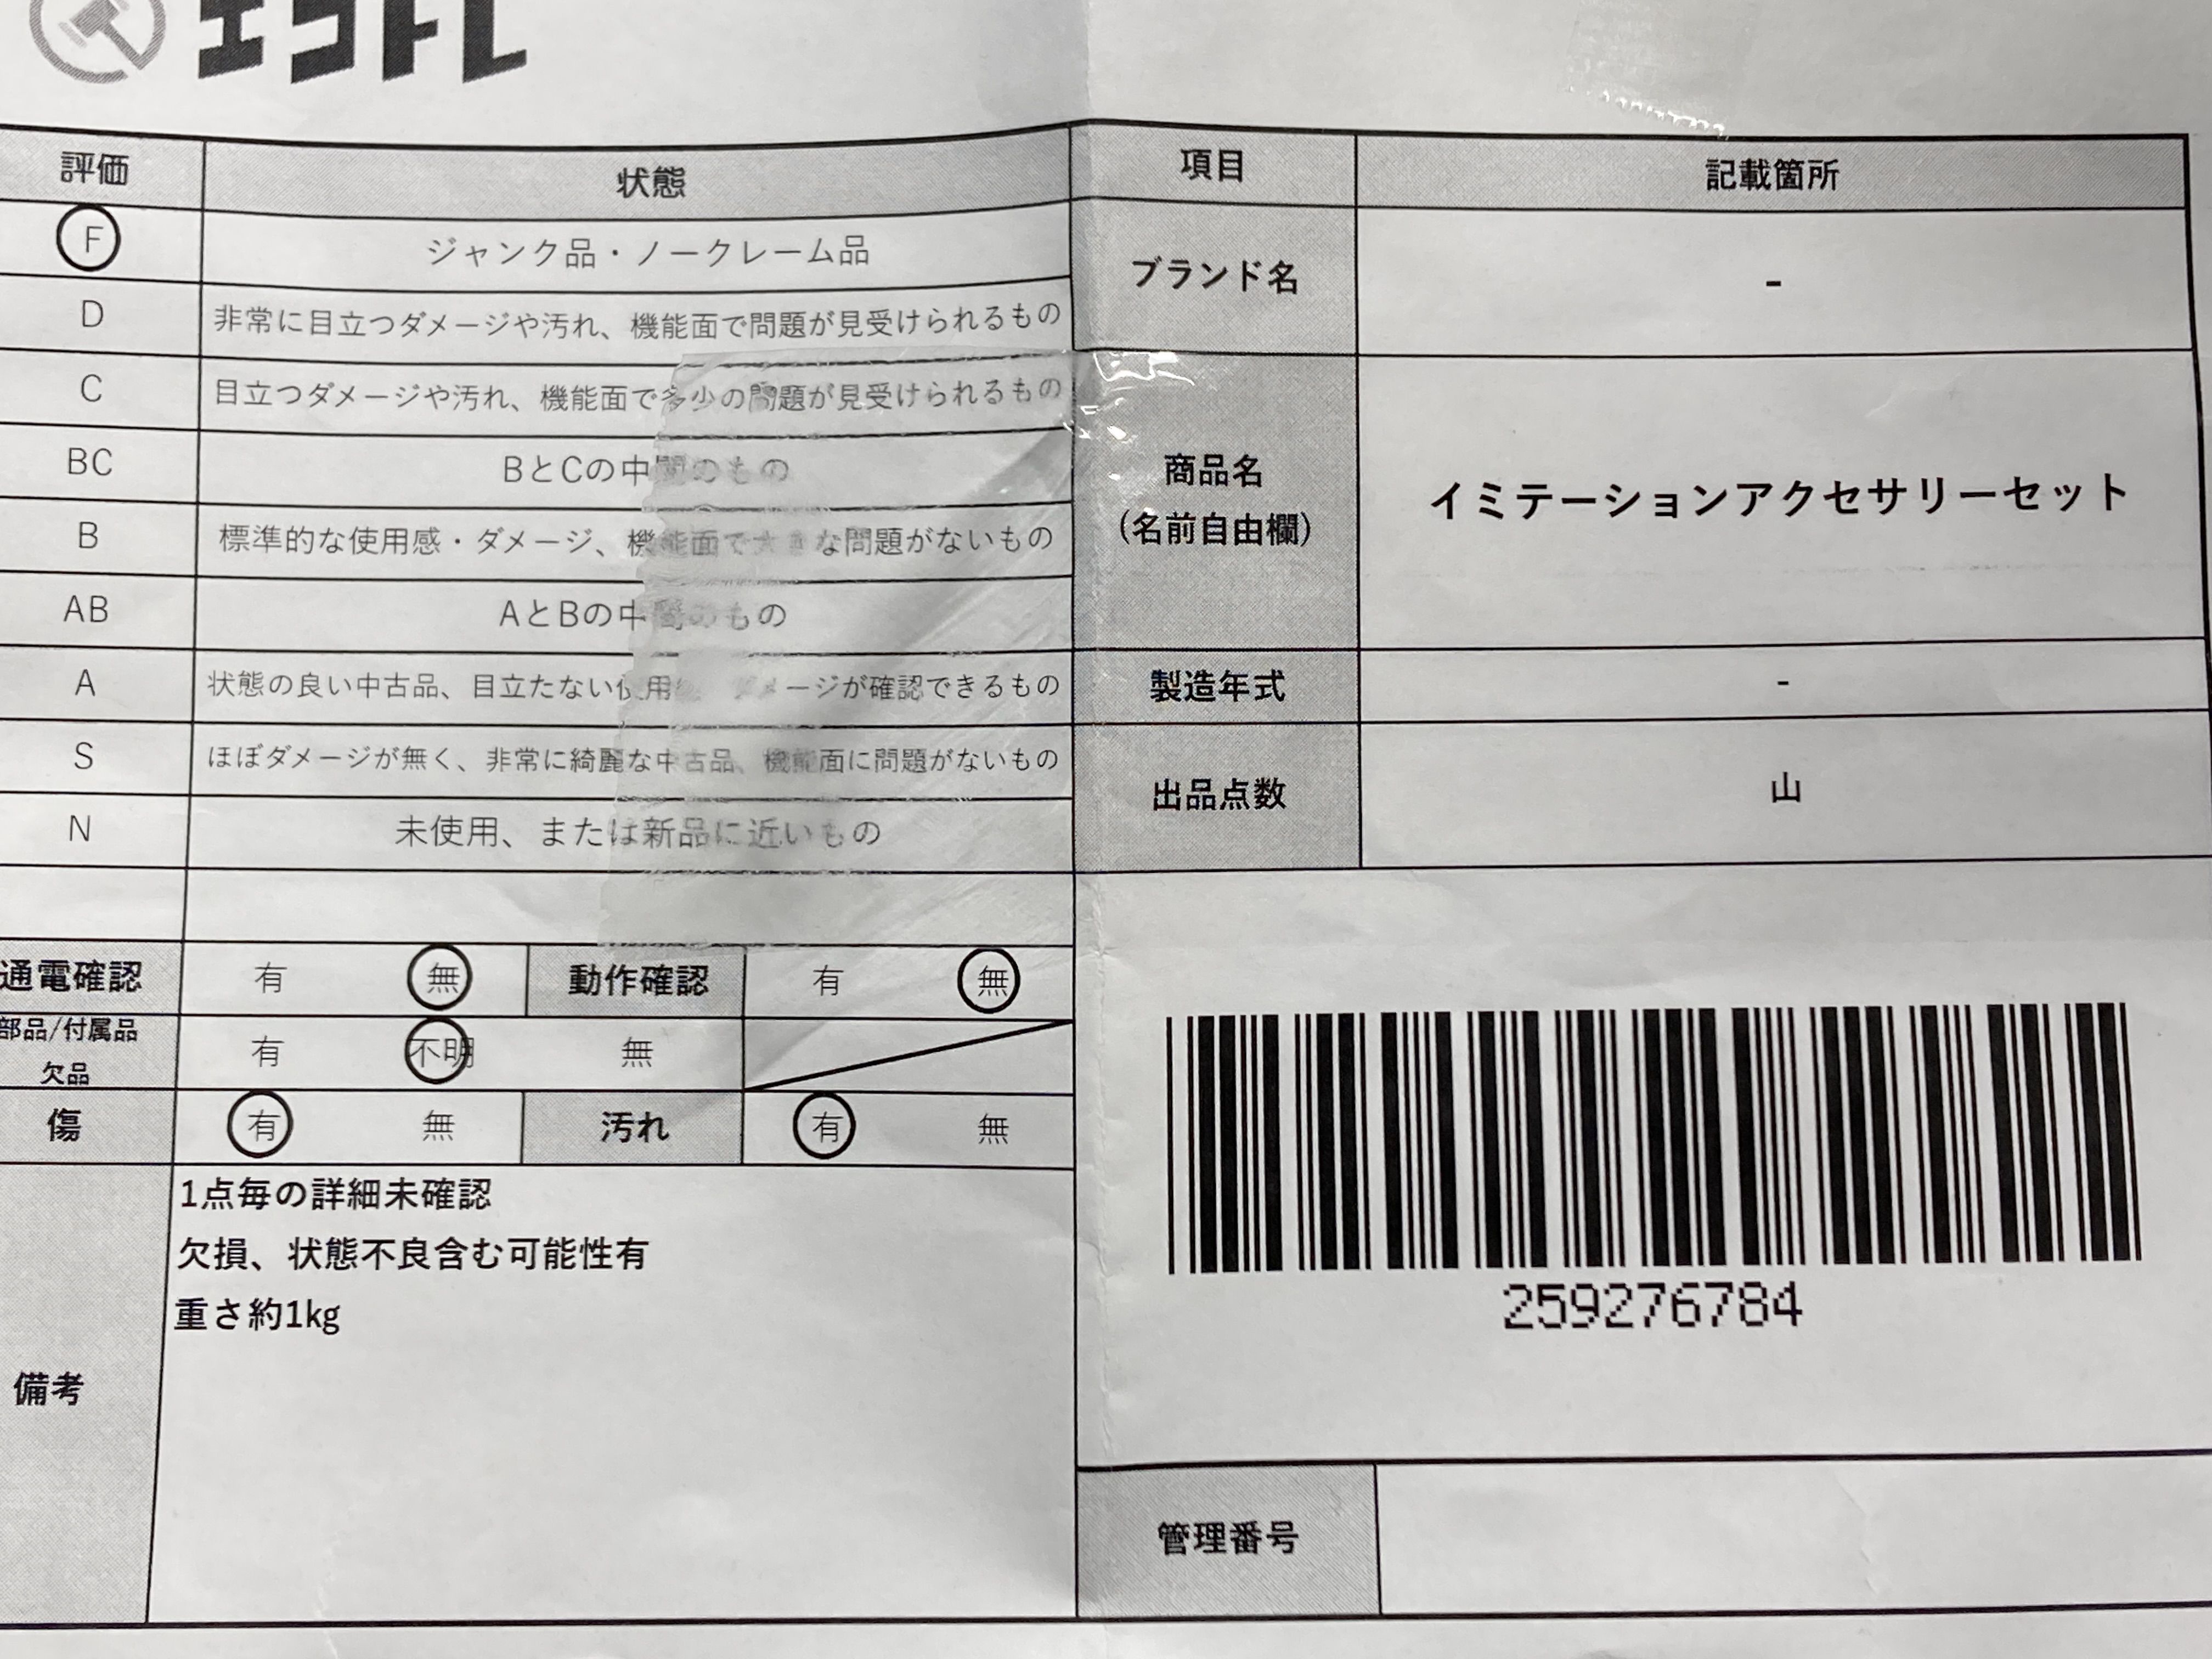 エコトレ
評価 状態
F ジャンク品・ノークレーム品
D 非常に目立つダメージや汚れ、機能面で問題が見受けられるもの
C 目立つダメージや汚れ、機能面で多少の問題が見受けられるもの
BC BとCの中間のもの
B 標準的な使用感・ダメージ、機能面で大きな問題がないもの
AB AとBの中間のもの
A 状態の良い中古品、目立たない使用 ダメージが確認できるもの
S ほぼダメージが無く、非常に綺麗な中古品、機能面に問題がないもの
N 未使用、または新品に近いもの
通電確認 有 無 動作確認 有 無
部品/付属品
欠品 有 不明 無
傷 有 無 汚れ 有 無
備考
1点毎の詳細未確認
欠損、状態不良含む可能性有
重さ約1kg
項目 記載箇所
ブランド名 -
商品名
(名前自由欄)
イミテーションアクセサリーセット
製造年式 -
出品点数 山
259276784
管理番号